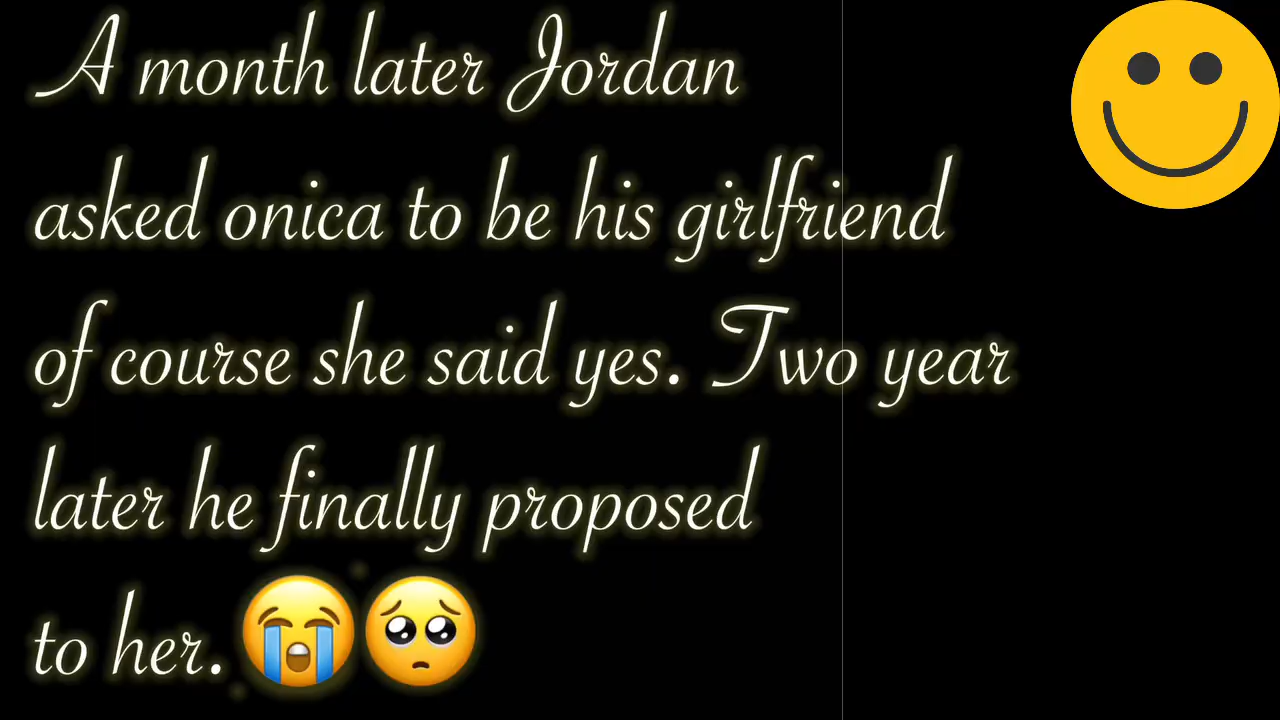 A month later Jordan
asked onica to be his girlfriend
of course she said yes. Two year
later he finally proposed
to her.😭🥺